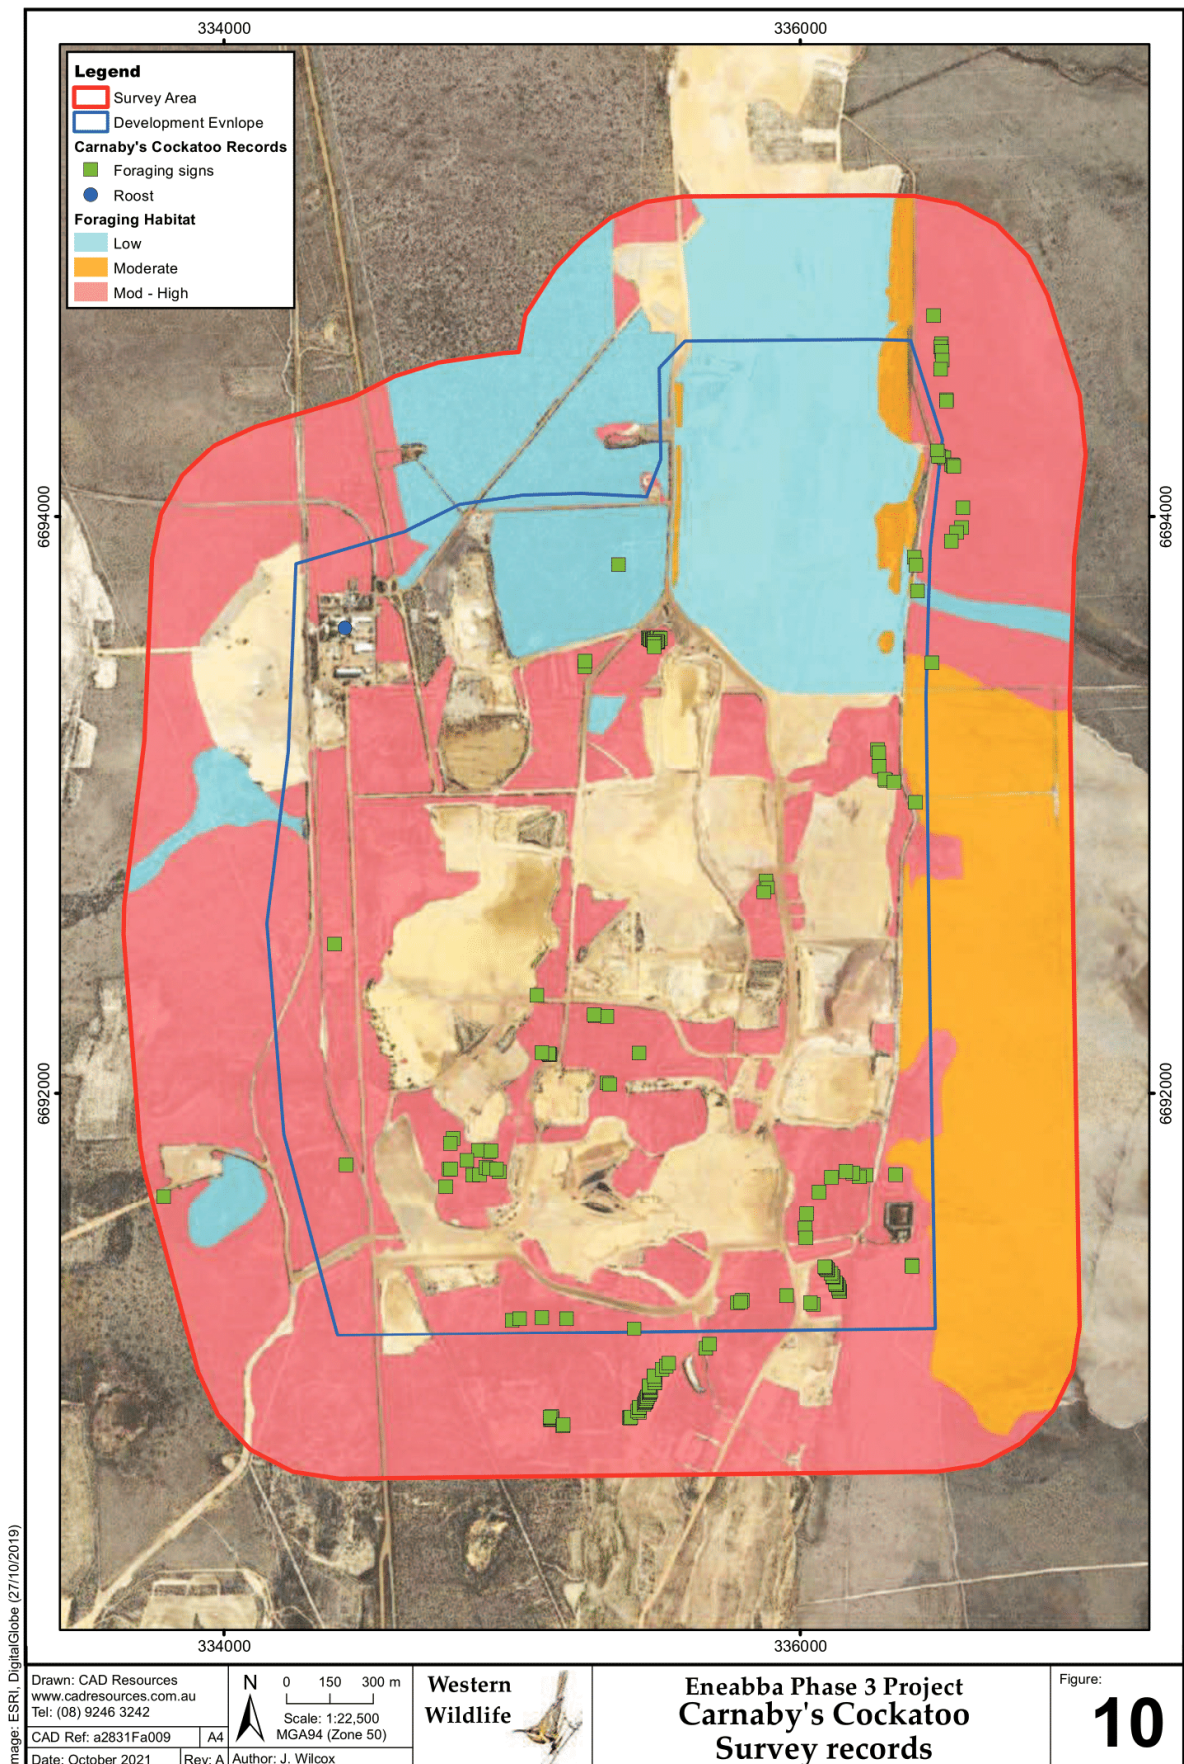 334000
336000
Legend
Survey Area
Development Evnlope
Carnaby's Cockatoo Records
Foraging signs
Roost
Foraging Habitat
Low
Moderate
Mod - High
6694000
6694000
6692000
6692000
334000
336000
Image: ESRI, DigitalGlobe (27/10/2019)
Drawn: CAD Resources
www.cadresources.com.au
Tel: (08) 9246 3242
CAD Ref: a2831Fa009
A4
Date: October 2021
Rev: A
N
0 150 300 m
Scale: 1:22,500
MGA94 (Zone 50)
Author: J. Wilcox
Western
Wildlife
Eneabba Phase 3 Project
Carnaby's Cockatoo
Survey records
Figure:
10